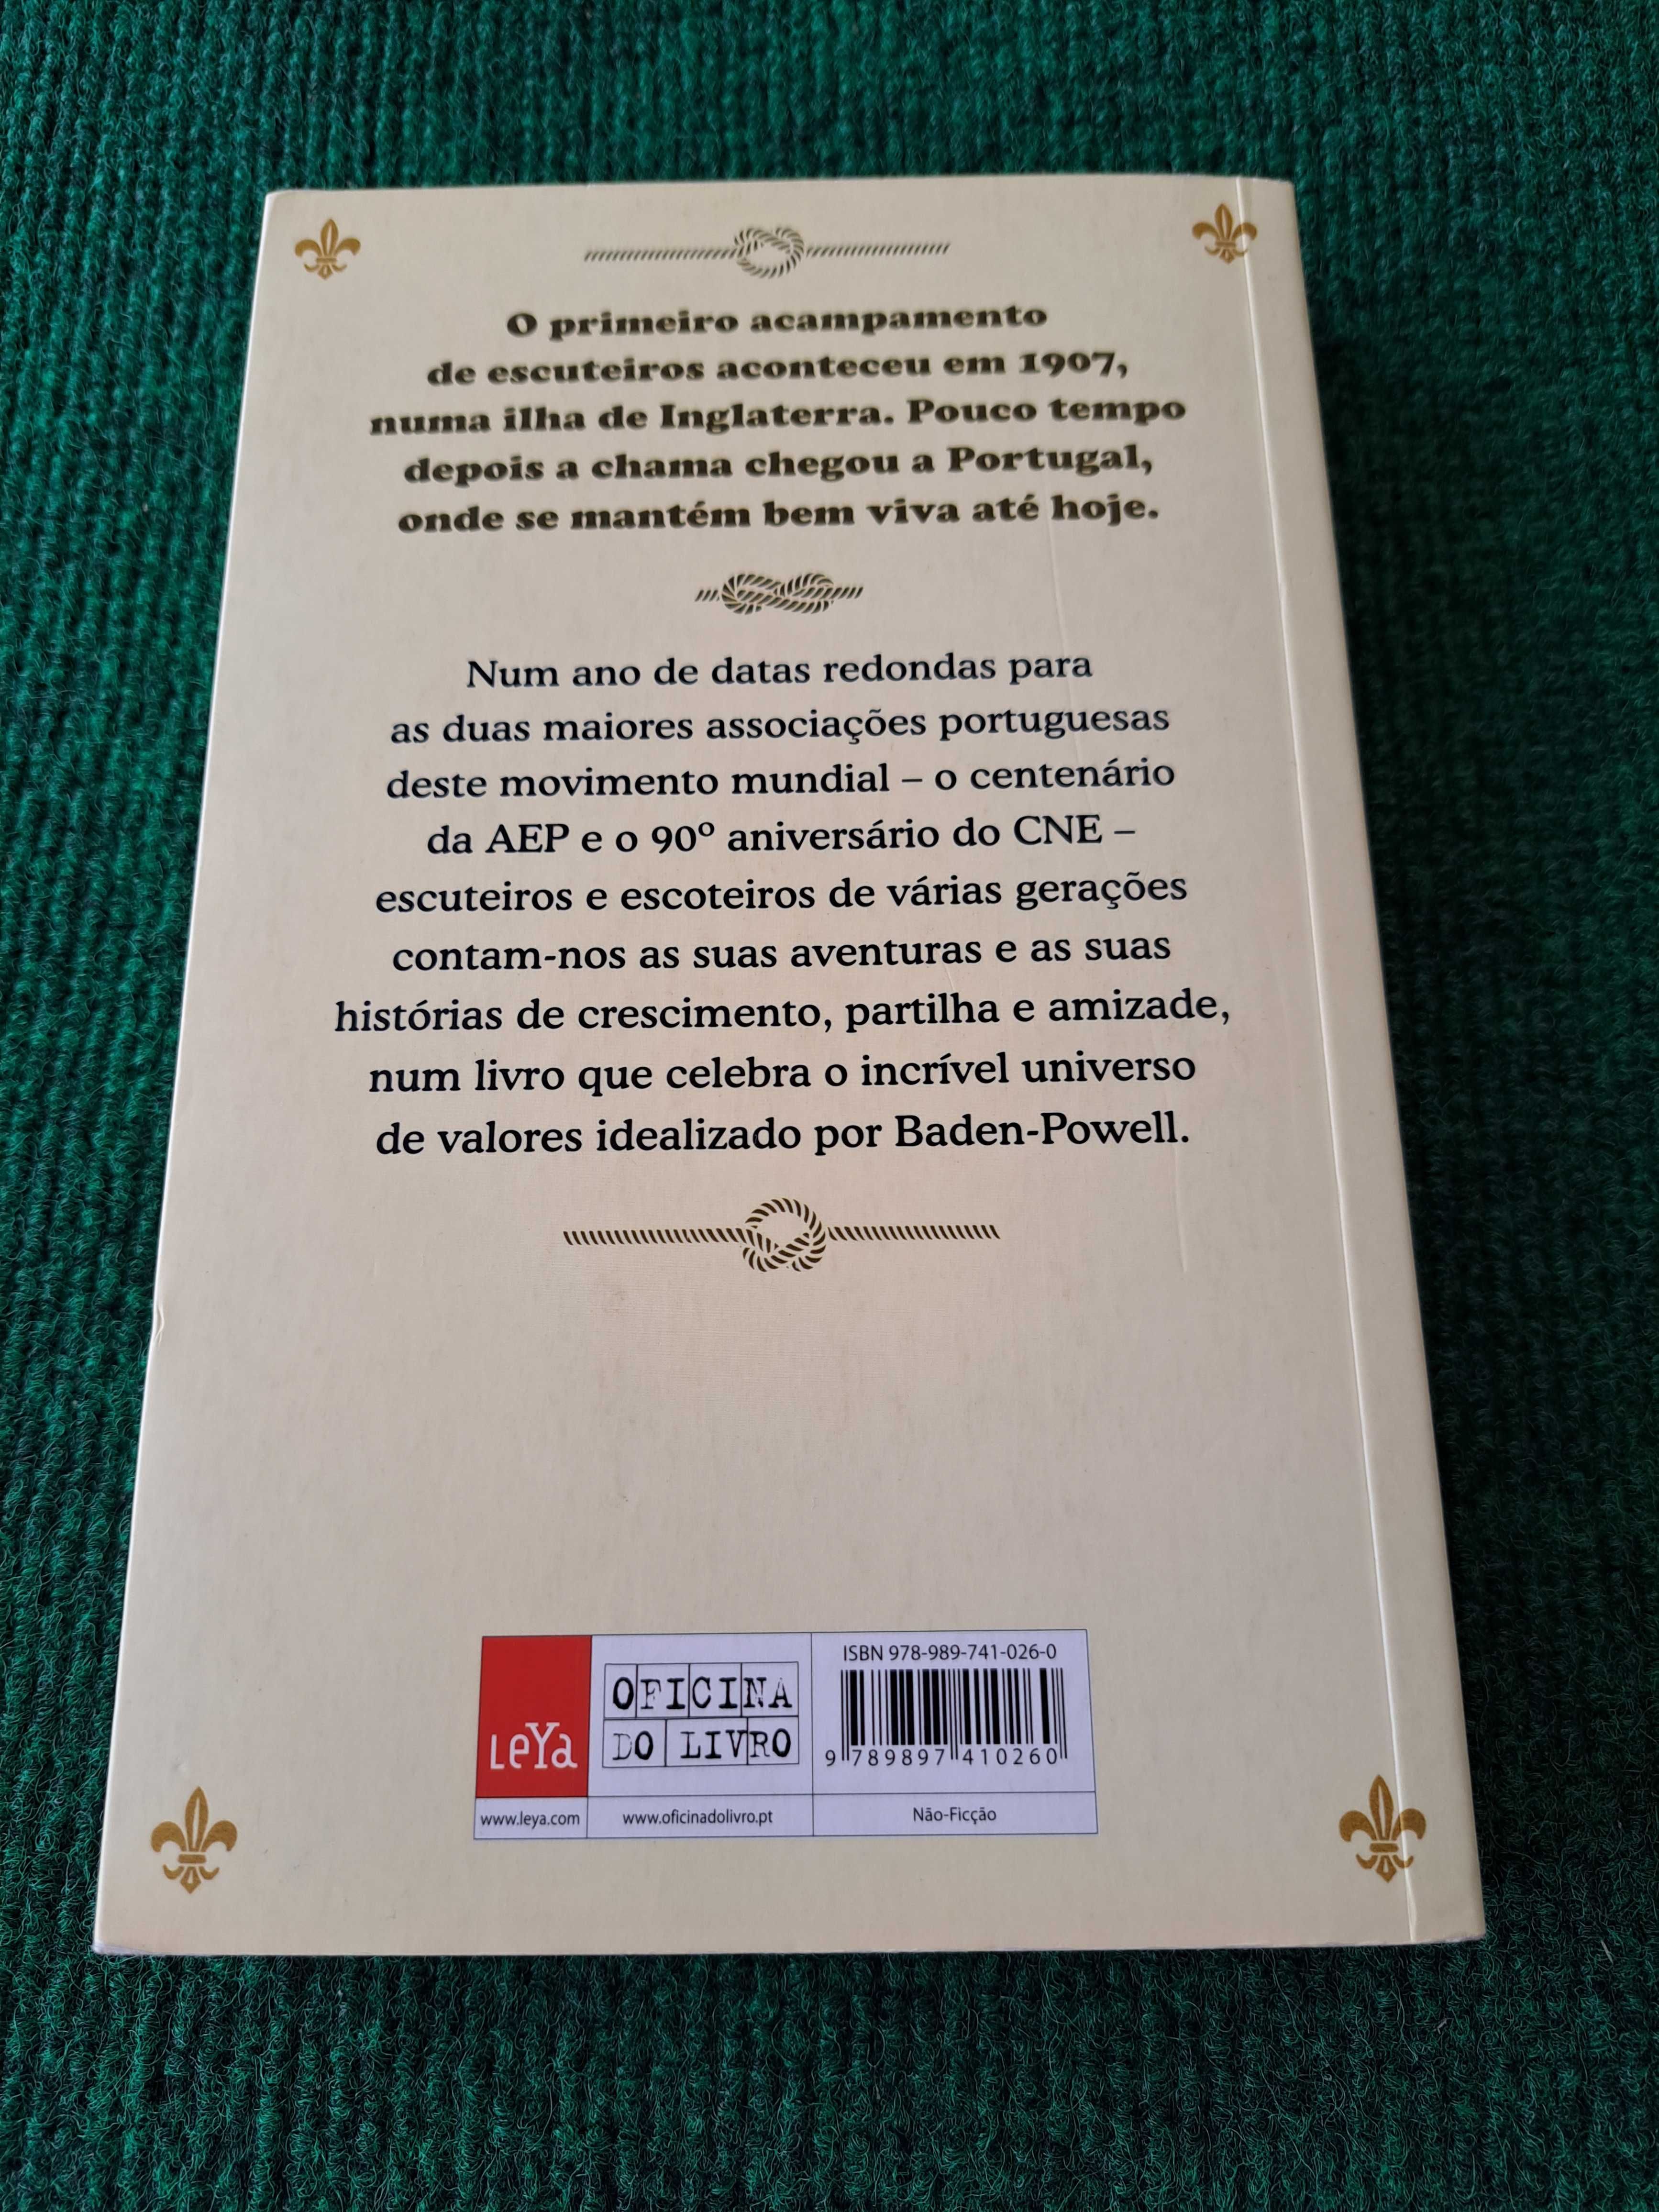 O primeiro acampamento
de escuteiros aconteceu em 1907,
numa ilha de Inglaterra. Pouco tempo
depois a chama chegou a Portugal,
onde se mantém bem viva até hoje.
Num ano de datas redondas para
as duas maiores associações portuguesas
deste movimento mundial – o centenário
da AEP e o 90º aniversário do CNE –
escuteiros e escoteiros de várias gerações
contam-nos as suas aventuras e as suas
histórias de crescimento, partilha e amizade,
num livro que celebra o incrível universo
de valores idealizado por Baden-Powell.
LeYa
www.leya.com
OFICINA
DO LIVRO
www.oficinadolivro.pt
ISBN 978-989-741-026-0
9 789897 410260
Não-Ficção